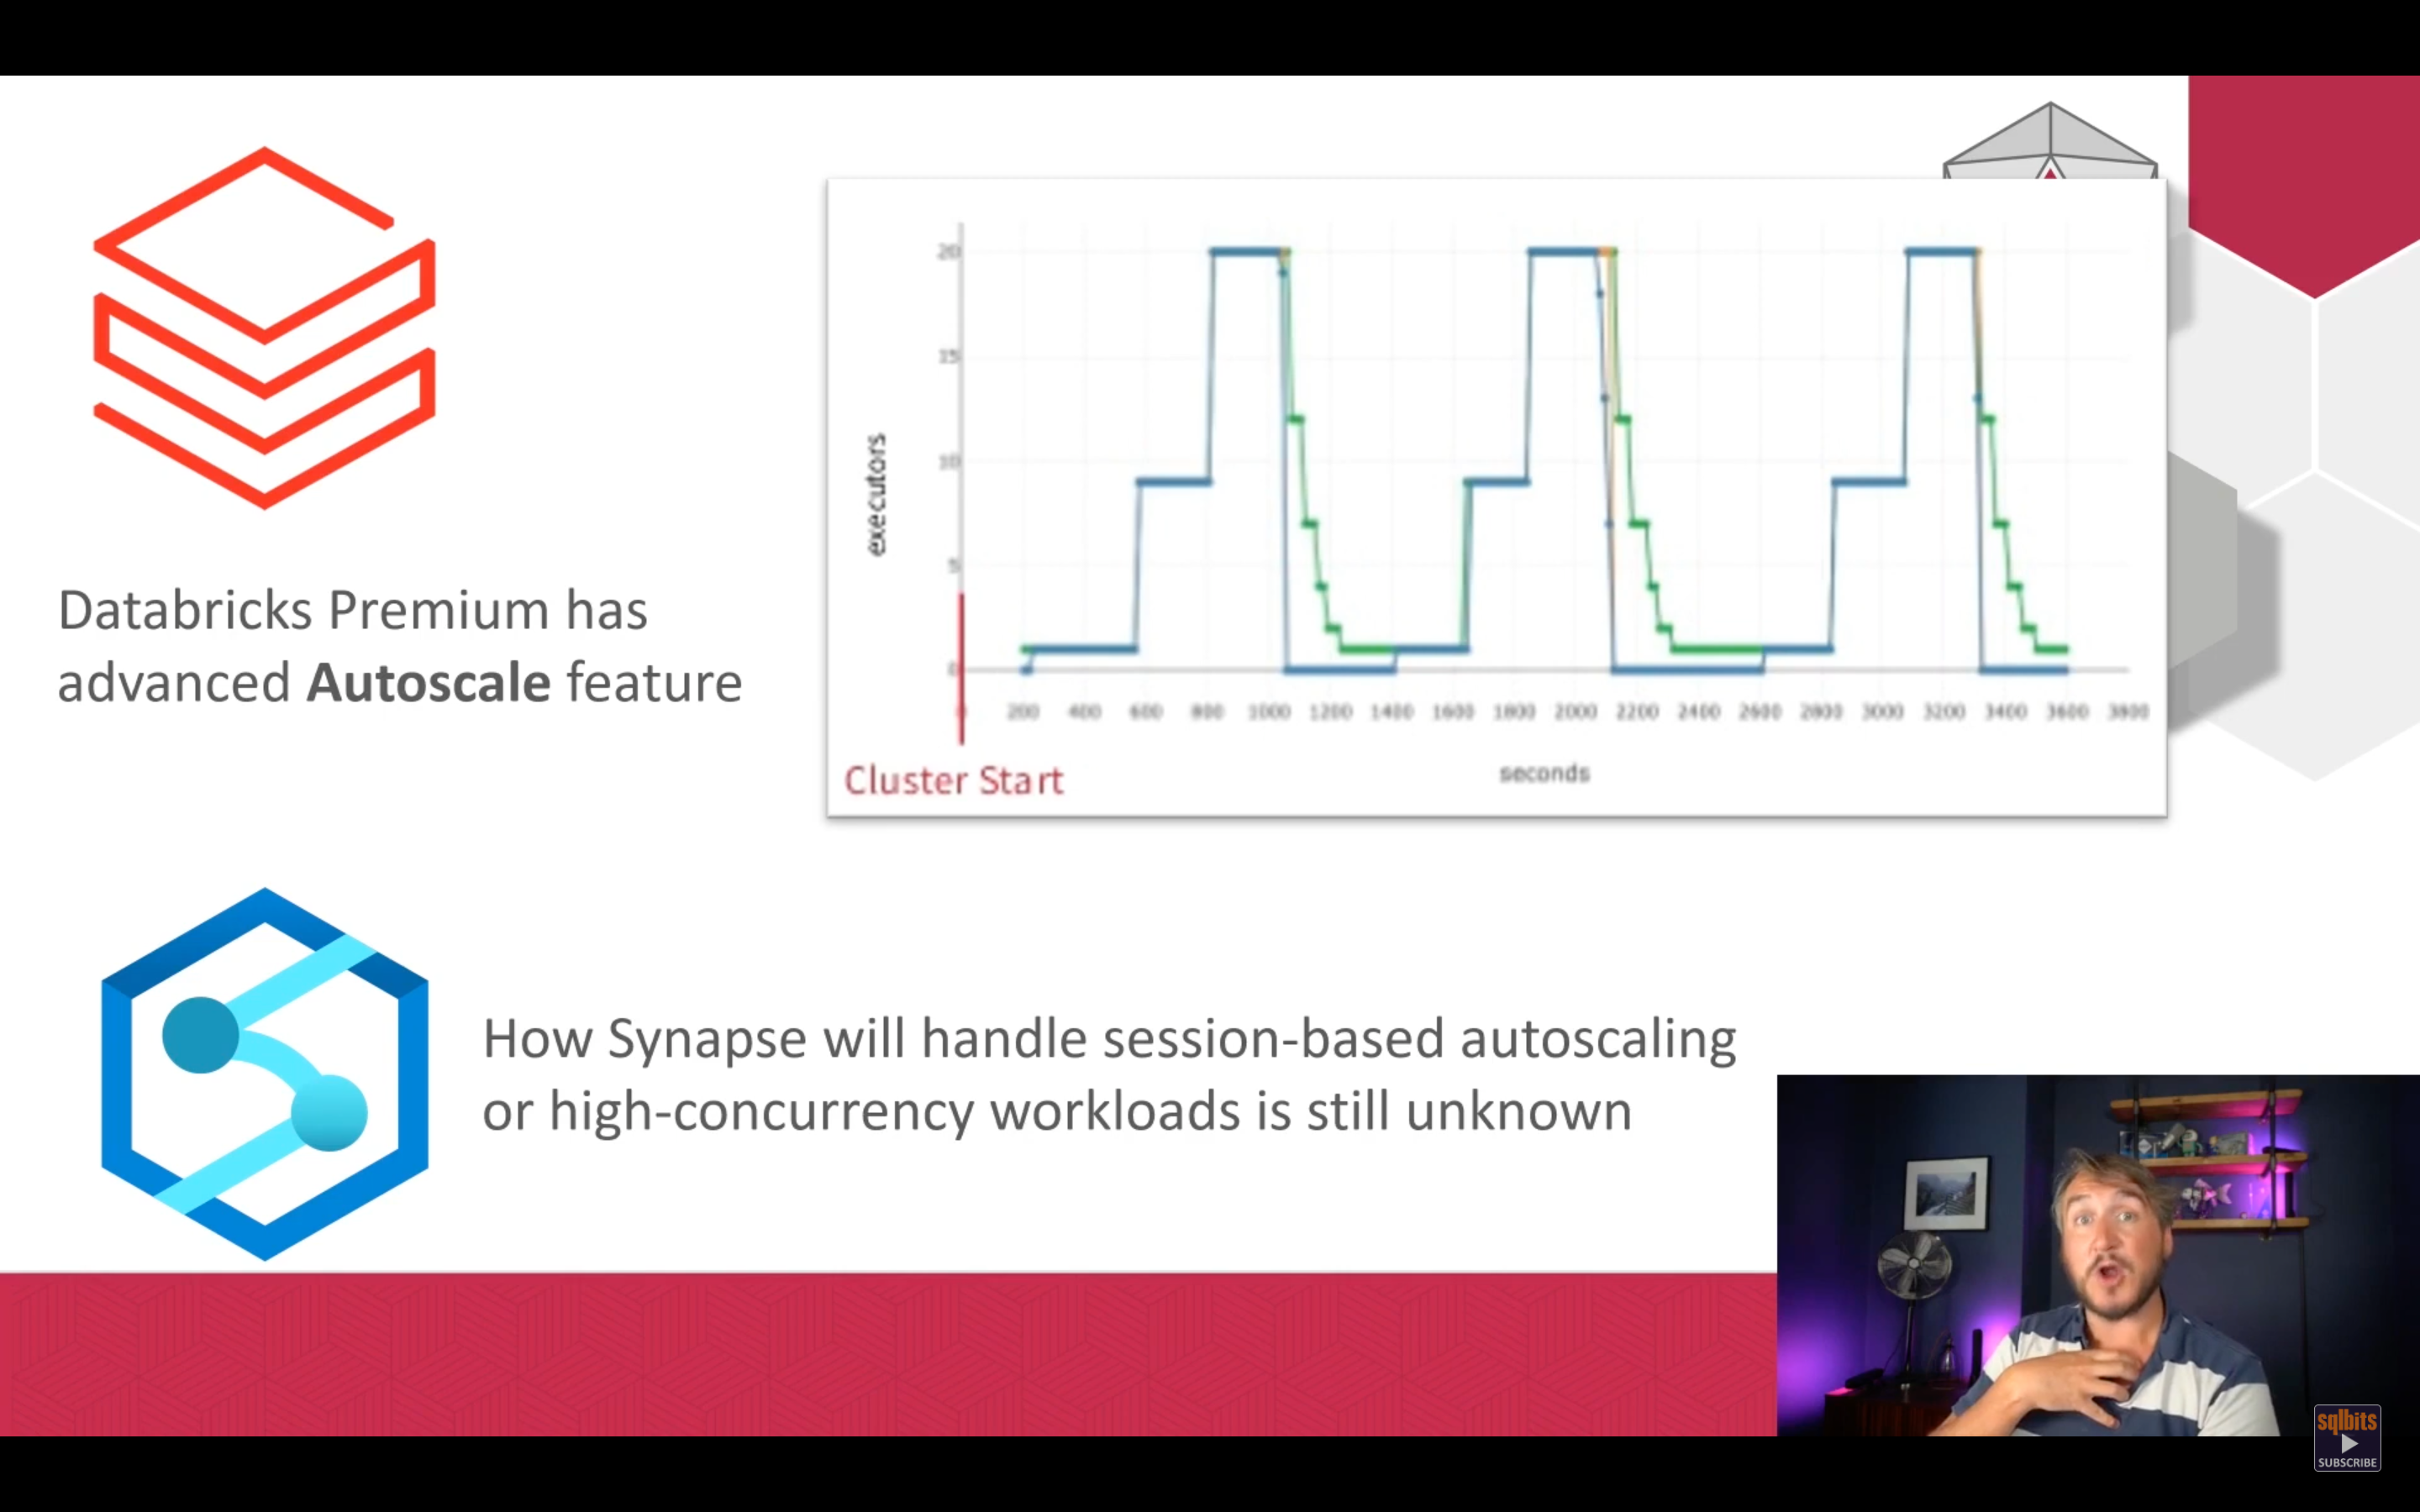 Databricks Premium has
advanced Autoscale feature
executors
20
15
10
5
0
0 200 400 600 800 1000 1200 1400 1600 1800 2000 2200 2400 2600 2800 3000 3200 3400 3600 3800
seconds
Cluster Start
How Synapse will handle session-based autoscaling
or high-concurrency workloads is still unknown
sqlbits
SUBSCRIBE